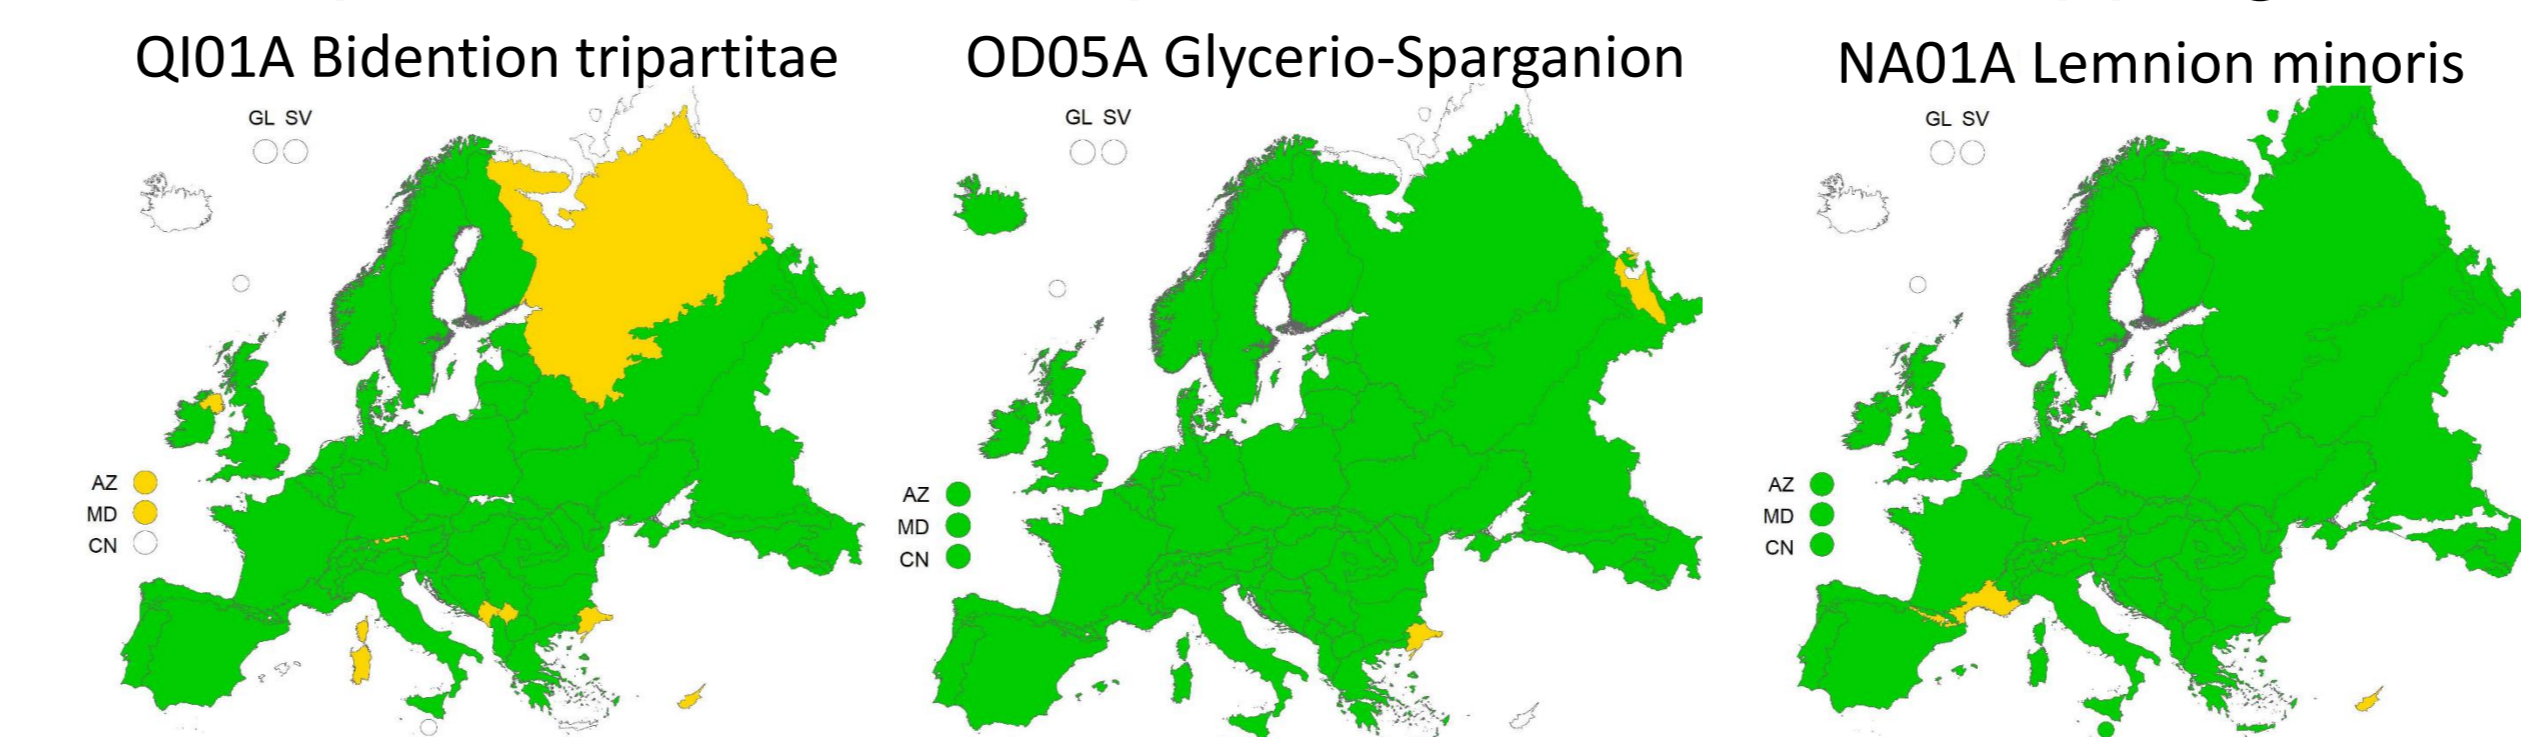 QI01A Bidention tripartitae
GL SV
AZ
MD
CN
OD05A Glycerio-Sparganion
GL SV
AZ
MD
CN
NA01A Lemnion minoris
GL SV
AZ
MD
CN